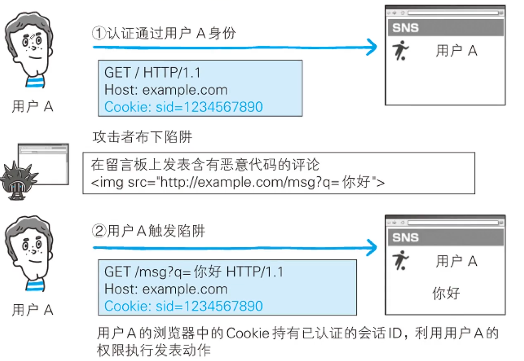 ①认证通过用户 A 身份
SNS
用户 A
GET / HTTP/1.1
Host: example.com
Cookie: sid=1234567890
用户 A
攻击者布下陷阱
在留言板上发表含有恶意代码的评论
<img src="http://example.com/msg?q=你好">
②用户 A 触发陷阱
SNS
用户 A
你好
GET /msg?q=你好 HTTP/1.1
Host: example.com
Cookie: sid=1234567890
用户 A
用户 A 的浏览器中的 Cookie 持有已认证的会话 ID，利用用户 A 的
权限执行发表动作